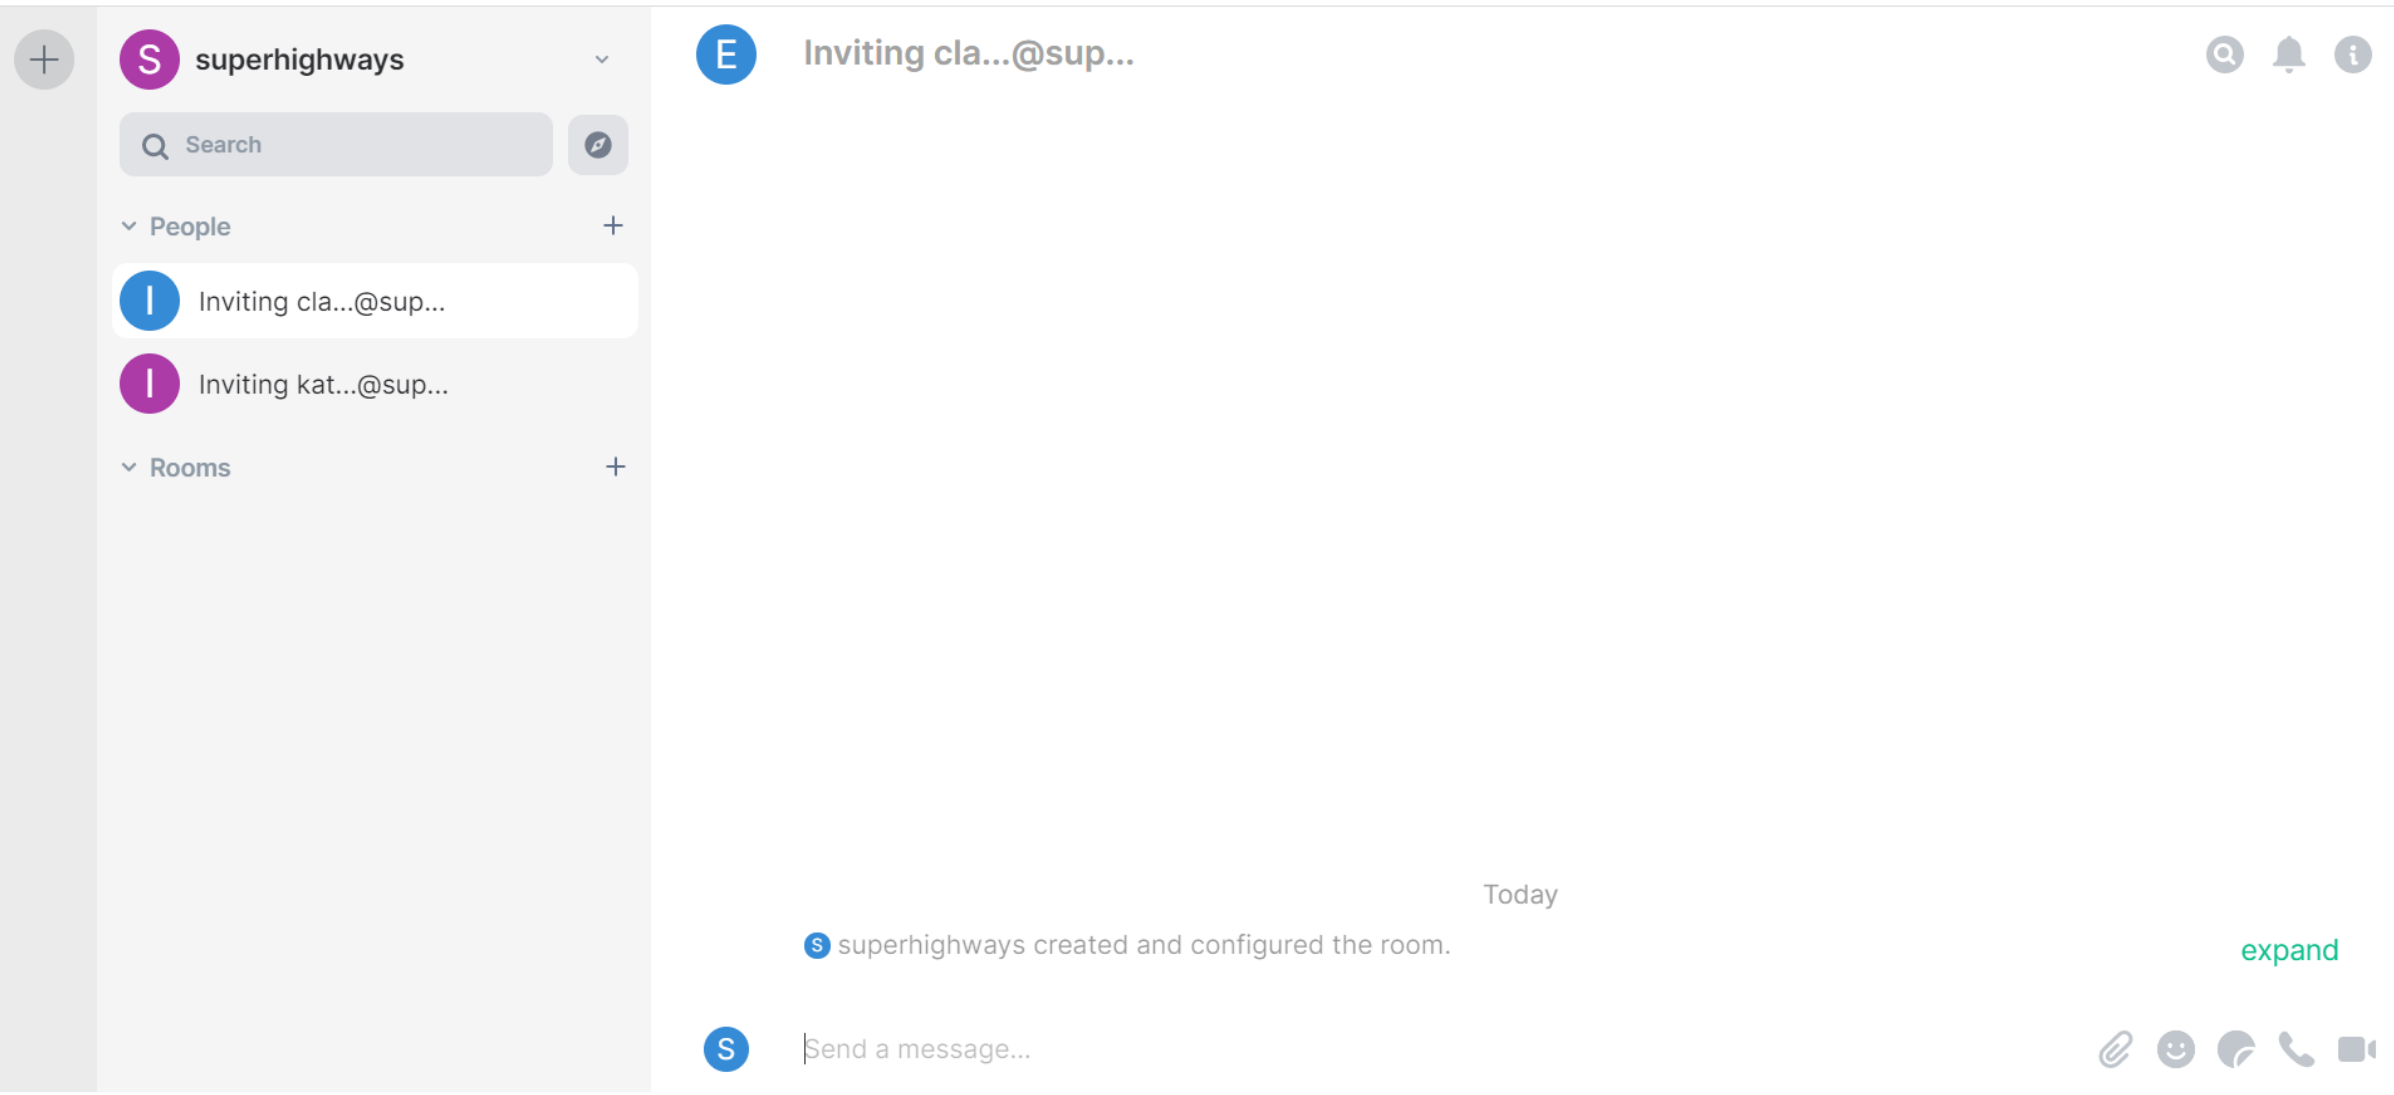 S superhighways
Search
People
I Inviting cla...@sup...
I Inviting kat...@sup...
Rooms
E Inviting cla...@sup...
Today
S superhighways created and configured the room.
expand
S Send a message...